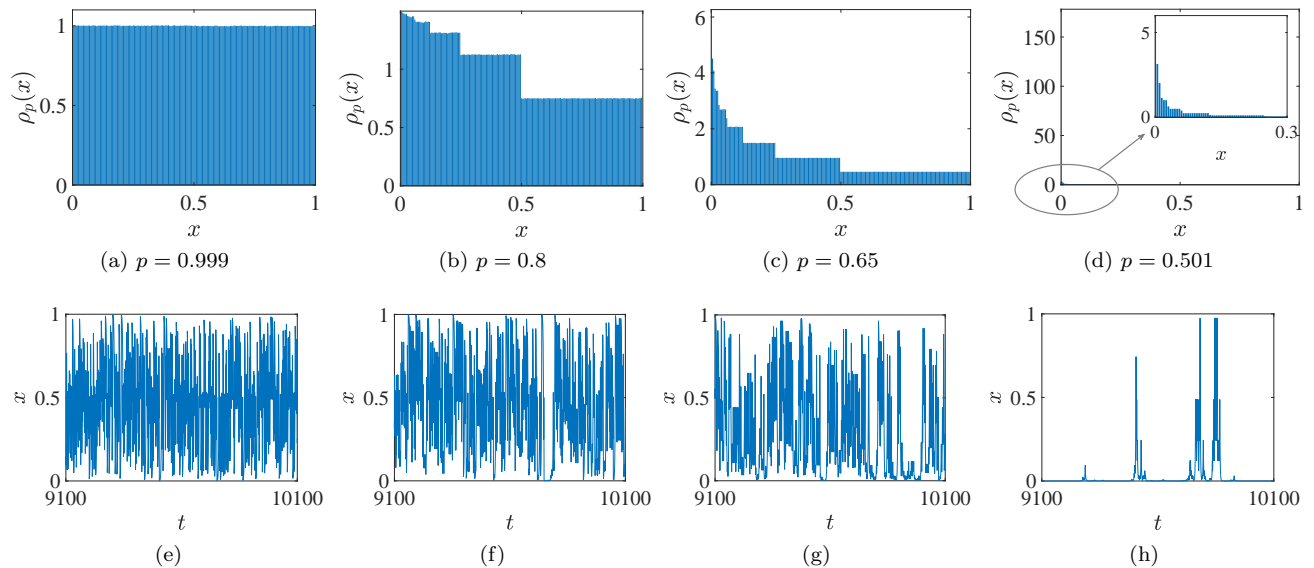 1
0.5
0
ρp(x)
0 0.5 1
x
(a) p = 0.999
1
0.5
0
ρp(x)
0 0.5 1
x
(b) p = 0.8
6
4
2
0
ρp(x)
0 0.5 1
x
(c) p = 0.65
150
100
50
0
ρp(x)
5
0
0 0.3
x
0 0.5 1
x
(d) p = 0.501
1
0.5
0
x
9100 10100
t
(e)
1
0.5
0
x
9100 10100
t
(f)
1
0.5
0
x
9100 10100
t
(g)
1
0.5
0
x
9100 10100
t
(h)